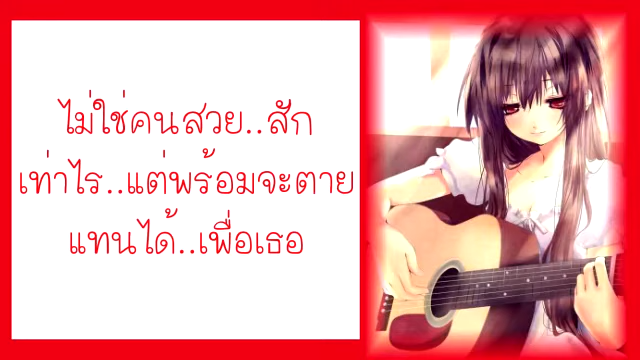 ไม่ใช่คนสวย..สัก
เท่าไร..แต่พร้อมจะตาย
แทนได้..เพื่อเธอ